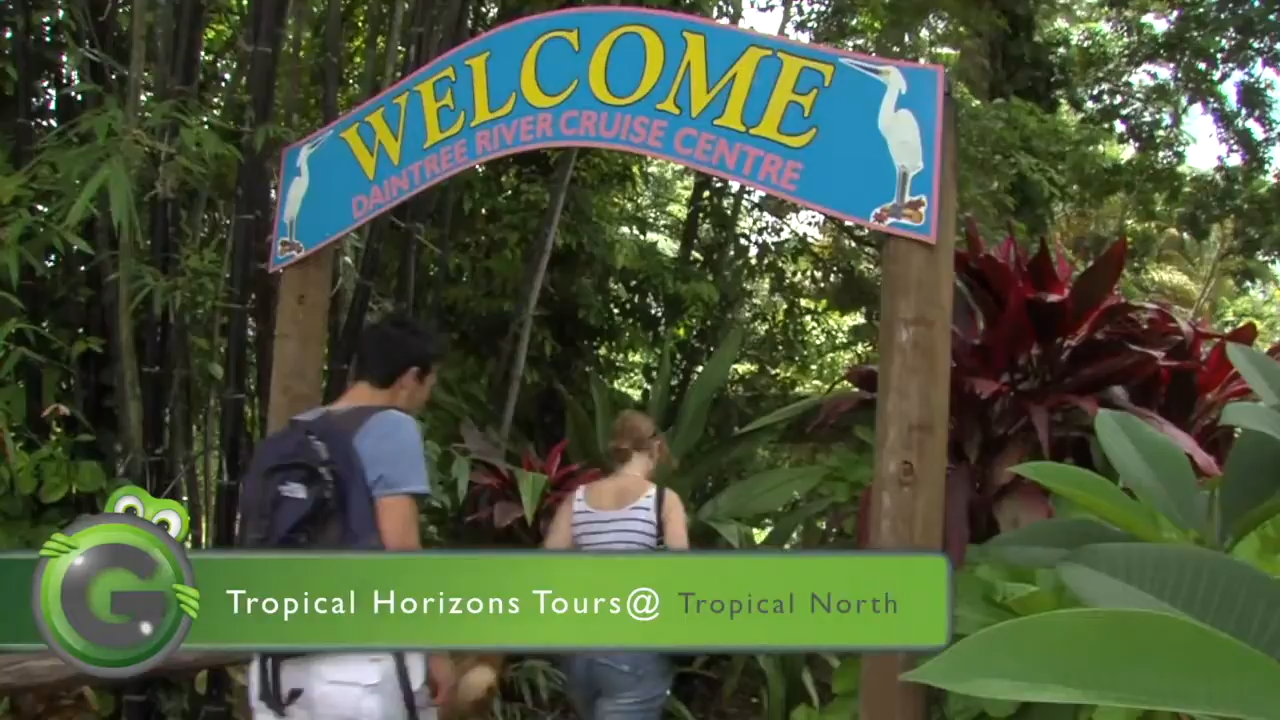 WELCOME
DAINTREE RIVER CRUISE CENTRE
G
Tropical Horizons Tours@ Tropical North